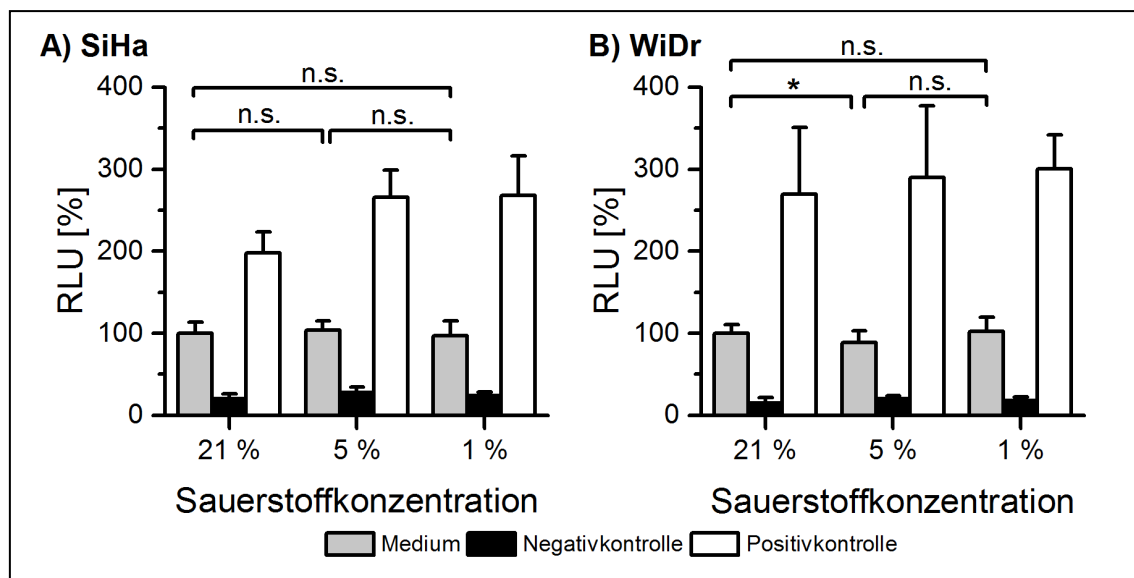 A) SiHa
n.s.
n.s.
n.s.
400
300
200
100
0
RLU [%]
21 %
5 %
1 %
Sauerstoffkonzentration
B) WiDr
n.s.
*
n.s.
400
300
200
100
0
RLU [%]
21 %
5 %
1 %
Sauerstoffkonzentration
Medium
Negativkontrolle
Positivkontrolle